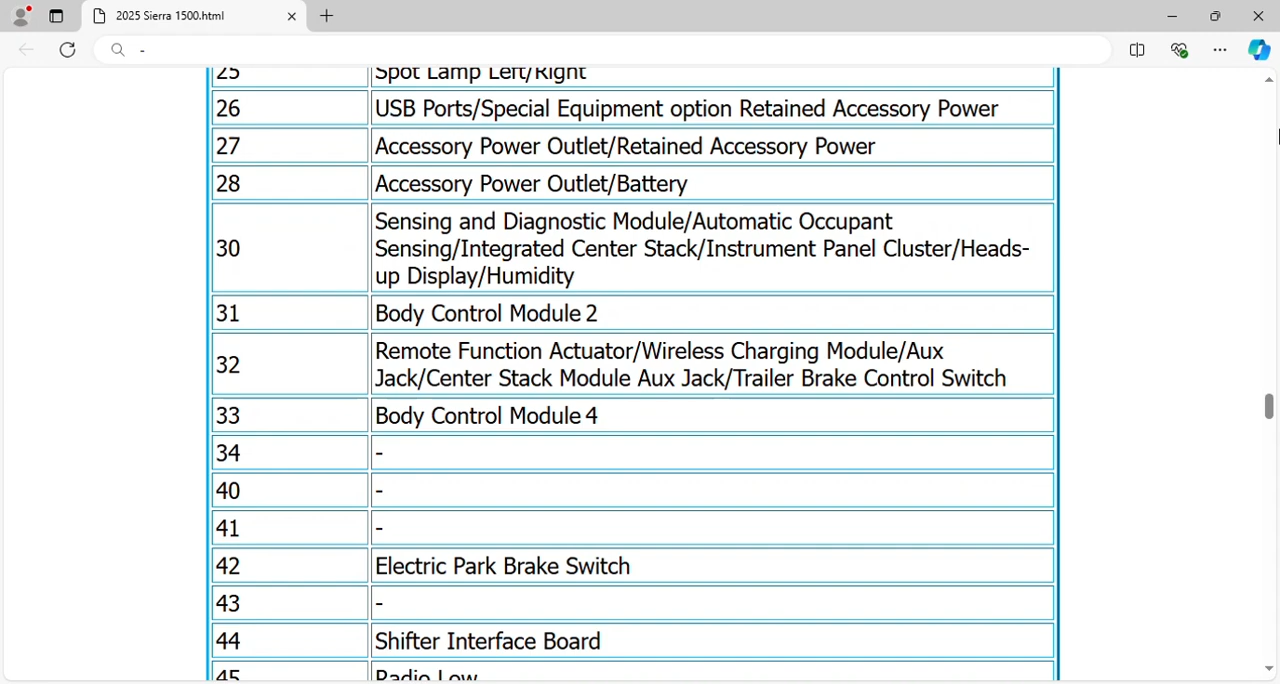 2025 Sierra 1500.html
-
25 Spot Lamp Left/Right
26 USB Ports/Special Equipment option Retained Accessory Power
27 Accessory Power Outlet/Retained Accessory Power
28 Accessory Power Outlet/Battery
30 Sensing and Diagnostic Module/Automatic Occupant
Sensing/Integrated Center Stack/Instrument Panel Cluster/Heads-
up Display/Humidity
31 Body Control Module 2
32 Remote Function Actuator/Wireless Charging Module/Aux
Jack/Center Stack Module Aux Jack/Trailer Brake Control Switch
33 Body Control Module 4
34 -
40 -
41 -
42 Electric Park Brake Switch
43 -
44 Shifter Interface Board
45 Radio Low